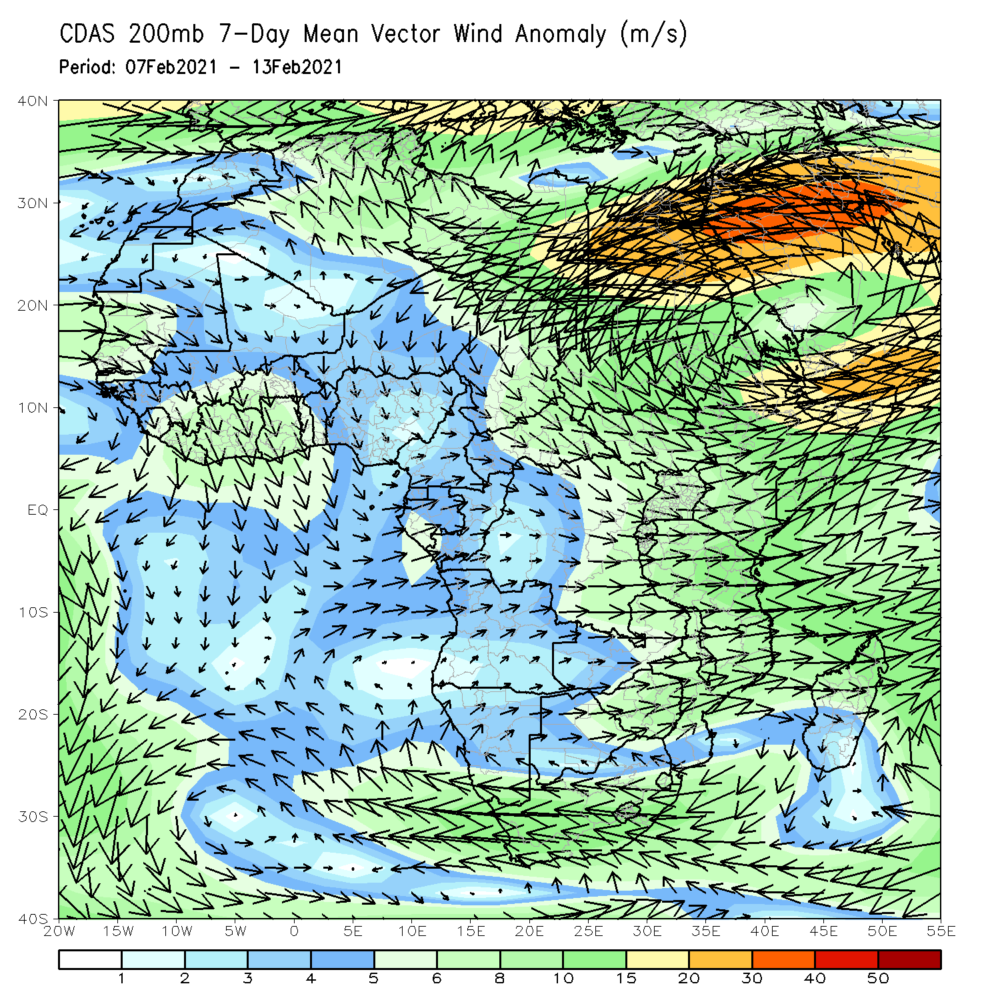 CDAS 200mb 7-Day Mean Vector Wind Anomaly (m/s)
Period: 07Feb2021 - 13Feb2021
40N
30N
20N
10N
EQ
10S
20S
30S
40S
20W 15W 10W 5W 0 5E 10E 15E 20E 25E 30E 35E 40E 45E 50E 55E
1 2 3 4 5 6 8 10 15 20 30 40 50